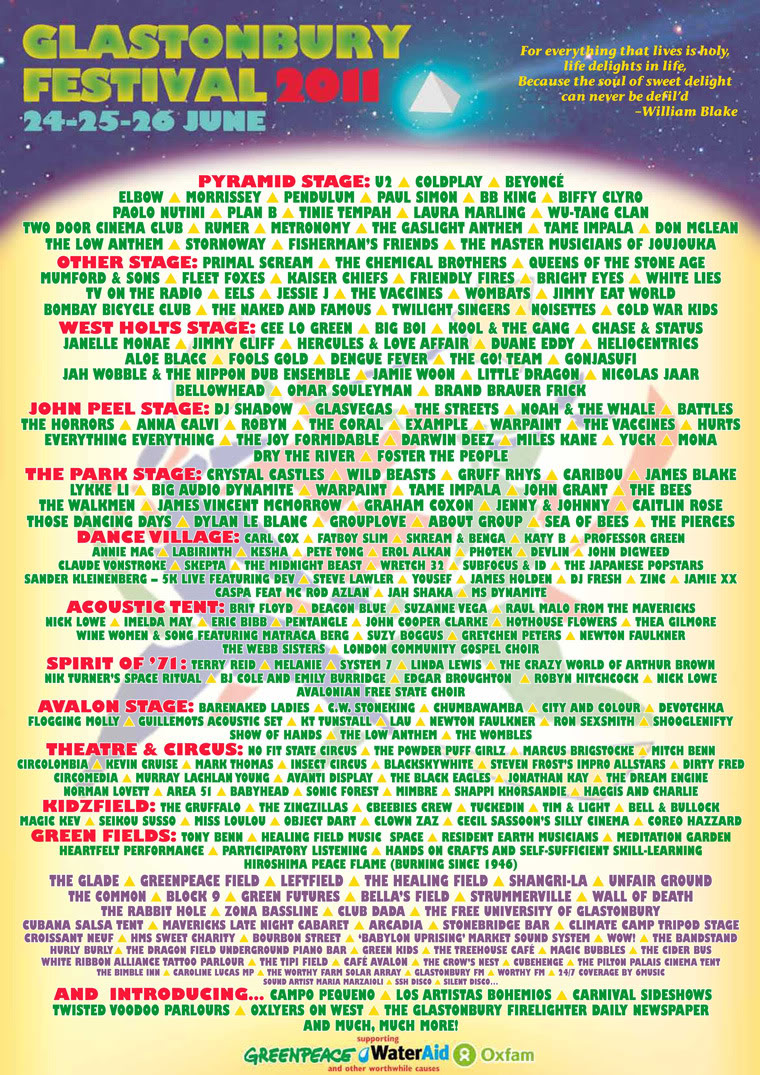 GLASTONBURY
FESTIVAL 2011
24-25-26 JUNE
For everything that lives is holy,
life delights in life,
Because the soul of sweet delight
can never be defil'd
–William Blake
PYRAMID STAGE: U2 ▲ COLDPLAY ▲ BEYONCÉ
ELBOW ▲ MORRISSEY ▲ PENDULUM ▲ PAUL SIMON ▲ BB KING ▲ BIFFY CLYRO
PAOLO NUTINI ▲ PLAN B ▲ TINIE TEMPAH ▲ LAURA MARLING ▲ WU-TANG CLAN
TWO DOOR CINEMA CLUB ▲ RUMER ▲ METRONOMY ▲ THE GASLIGHT ANTHEM ▲ TAME IMPALA ▲ DON MCLEAN
THE LOW ANTHEM ▲ STORNOWAY ▲ FISHERMAN'S FRIENDS ▲ THE MASTER MUSICIANS OF JOUJOUKA
OTHER STAGE: PRIMAL SCREAM ▲ THE CHEMICAL BROTHERS ▲ QUEENS OF THE STONE AGE
MUMFORD & SONS ▲ FLEET FOXES ▲ KAISER CHIEFS ▲ FRIENDLY FIRES ▲ BRIGHT EYES ▲ WHITE LIES
TV ON THE RADIO ▲ EELS ▲ JESSIE J ▲ THE VACCINES ▲ WOMBATS ▲ JIMMY EAT WORLD
BOMBAY BICYCLE CLUB ▲ THE NAKED AND FAMOUS ▲ TWILIGHT SINGERS ▲ NOISETTES ▲ COLD WAR KIDS
WEST HOLTS STAGE: CEE LO GREEN ▲ BIG BOI ▲ KOOL & THE GANG ▲ CHASE & STATUS
JANELLE MONAE ▲ JIMMY CLIFF ▲ HERCULES & LOVE AFFAIR ▲ DUANE EDDY ▲ HELIOCENTRICS
ALOE BLACC ▲ FOOLS GOLD ▲ DENGUE FEVER ▲ THE GO! TEAM ▲ GONJASUFI
JAH WOBBLE & THE NIPPON DUB ENSEMBLE ▲ JAMIE WOON ▲ LITTLE DRAGON ▲ NICOLAS JAAR
BELLOWHEAD ▲ OMAR SOULEYMAN ▲ BRAND BRAUER FRICK
JOHN PEEL STAGE: DJ SHADOW ▲ GLASVEGAS ▲ THE STREETS ▲ NOAH & THE WHALE ▲ BATTLES
THE HORRORS ▲ ANNA CALVI ▲ ROBYN ▲ THE CORAL ▲ EXAMPLE ▲ WARPAINT ▲ THE VACCINES ▲ HURTS
EVERYTHING EVERYTHING ▲ THE JOY FORMIDABLE ▲ DARWIN DEEZ ▲ MILES KANE ▲ YUCK ▲ MONA
DRY THE RIVER ▲ FOSTER THE PEOPLE
THE PARK STAGE: CRYSTAL CASTLES ▲ WILD BEASTS ▲ GRUFF RHYS ▲ CARIBOU ▲ JAMES BLAKE
LYKKE LI ▲ BIG AUDIO DYNAMITE ▲ WARPAINT ▲ TAME IMPALA ▲ JOHN GRANT ▲ THE BEES
THE WALKMEN ▲ JAMES VINCENT MCMORROW ▲ GRAHAM COXON ▲ JENNY & JOHNNY ▲ CAITLIN ROSE
THOSE DANCING DAYS ▲ DYLAN LE BLANC ▲ GROUPLOVE ▲ ABOUT GROUP ▲ SEA OF BEES ▲ THE PIERCES
DANCE VILLAGE: CARL COX ▲ FATBOY SLIM ▲ SKREAM & BENGA ▲ KATY B ▲ PROFESSOR GREEN
ANNIE MAC ▲ LABIRINTH ▲ KESHA ▲ PETE TONG ▲ EROL ALKAN ▲ PHOTEK ▲ DEVLIN ▲ JOHN DIGWEED
CLAUDE VONSTROKE ▲ SKEPTA ▲ THE MIDNIGHT BEAST ▲ WRETCH 32 ▲ SUBFOCUS & ID ▲ THE JAPANESE POPSTARS
SANDER KLEINENBERG – 5K LIVE FEATURING DEV ▲ STEVE LAWLER ▲ YOUSEF ▲ JAMES HOLDEN ▲ DJ FRESH ▲ ZINC ▲ JAMIE XX
CASPA FEAT MC ROD AZLAN ▲ JAH SHAKA ▲ MS DYNAMITE
ACOUSTIC TENT: BRIT FLOYD ▲ DEACON BLUE ▲ SUZANNE VEGA ▲ RAUL MALO FROM THE MAVERICKS
NICK LOWE ▲ IMELDA MAY ▲ ERIC BIBB ▲ PENTANGLE ▲ JOHN COOPER CLARKE ▲ HOTHOUSE FLOWERS ▲ THEA GILMORE
WINE WOMEN & SONG FEATURING MATRACA BERG ▲ SUZY BOGGUS ▲ GRETCHEN PETERS ▲ NEWTON FAULKNER
THE WEBB SISTERS ▲ LONDON COMMUNITY GOSPEL CHOIR
SPIRIT OF '71: TERRY REID ▲ MELANIE ▲ SYSTEM 7 ▲ LINDA LEWIS ▲ THE CRAZY WORLD OF ARTHUR BROWN
NIK TURNER'S SPACE RITUAL ▲ BJ COLE AND EMILY BURRIDGE ▲ EDGAR BROUGHTON ▲ ROBYN HITCHCOCK ▲ NICK LOWE
AVALONIAN FREE STATE CHOIR
AVALON STAGE: BARENAKED LADIES ▲ C.W. STONEKING ▲ CHUMBAWAMBA ▲ CITY AND COLOUR ▲ DEVOTCHKA
FLOGGING MOLLY ▲ GUILLEMOTS ACOUSTIC SET ▲ KT TUNSTALL ▲ LAU ▲ NEWTON FAULKNER ▲ RON SEXSMITH ▲ SHOOGLENIFTY
SHOW OF HANDS ▲ THE LOW ANTHEM ▲ THE WOMBLES
THEATRE & CIRCUS: NO FIT STATE CIRCUS ▲ THE POWDER PUFF GIRLZ ▲ MARCUS BRIGSTOCKE ▲ MITCH BENN
CIRCOLOMBIA ▲ KEVIN CRUISE ▲ MARK THOMAS ▲ INSECT CIRCUS ▲ BLACKSKYWHITE ▲ STEVEN FROST'S IMPRO ALLSTARS ▲ DIRTY FRED
CIRCOMEDIA ▲ MURRAY LACHLAN YOUNG ▲ AVANTI DISPLAY ▲ THE BLACK EAGLES ▲ JONATHAN KAY ▲ THE DREAM ENGINE
NORMAN LOVETT ▲ AREA 51 ▲ BABYHEAD ▲ SONIC FOREST ▲ MIMBRE ▲ SHAPPI KHORSANDIE ▲ HAGGIS AND CHARLIE
KIDZFIELD: THE GRUFFALO ▲ THE ZINGZILLAS ▲ CBEEBIES CREW ▲ TUCKEDIN ▲ TIM & LIGHT ▲ BELL & BULLOCK
MAGIC KEV ▲ SEIKOU SUSSO ▲ MISS LOULOU ▲ OBJECT DART ▲ CLOWN ZAZ ▲ CECIL SASSOON'S SILLY CINEMA ▲ COREO HAZZARD
GREEN FIELDS: TONY BENN ▲ HEALING FIELD MUSIC SPACE ▲ RESIDENT EARTH MUSICIANS ▲ MEDITATION GARDEN
HEARTFELT PERFORMANCE ▲ PARTICIPATORY LISTENING ▲ HANDS ON CRAFTS AND SELF-SUFFICIENT SKILL-LEARNING
HIROSHIMA PEACE FLAME (BURNING SINCE 1946)
THE GLADE ▲ GREENPEACE FIELD ▲ LEFTFIELD ▲ THE HEALING FIELD ▲ SHANGRI-LA ▲ UNFAIR GROUND
THE COMMON ▲ BLOCK 9 ▲ GREEN FUTURES ▲ BELLA'S FIELD ▲ STRUMMERVILLE ▲ WALL OF DEATH
THE RABBIT HOLE ▲ ZONA BASSLINE ▲ CLUB DADA ▲ THE FREE UNIVERSITY OF GLASTONBURY
CUBANA SALSA TENT ▲ MAVERICKS LATE NIGHT CABARET ▲ ARCADIA ▲ STONEBRIDGE BAR ▲ CLIMATE CAMP TRIPOD STAGE
CROISSANT NEUF ▲ HMS SWEET CHARITY ▲ BOURBON STREET ▲ 'BABYLON UPRISING' MARKET SOUND SYSTEM ▲ WOW! ▲ THE BANDSTAND
HURLY BURLY ▲ THE DRAGON FIELD UNDERGROUND PIANO BAR ▲ GREEN KIDS ▲ THE TREEHOUSE CAFÉ ▲ MAGIC BUBBLES ▲ THE CIDER BUS
WHITE RIBBON ALLIANCE TATTOO PARLOUR ▲ THE TIPI FIELD ▲ CAFÉ AVALON ▲ THE CROW'S NEST ▲ CUBEHENGE ▲ THE PILTON PALAIS CINEMA TENT
THE BIMBLE INN ▲ CAROLINE LUCAS MP ▲ THE WORTHY FARM SOLAR ARRAY ▲ GLASTONBURY FM ▲ WORTHY FM ▲ 24/7 COVERAGE BY 6MUSIC
SOUND ARTIST MARIA MARZAIOLI ▲ SSH DISCO ▲ SILENT DISCO...
AND INTRODUCING... CAMPO PEQUENO ▲ LOS ARTISTAS BOHEMIOS ▲ CARNIVAL SIDESHOWS
TWISTED VOODOO PARLOURS ▲ OXLYERS ON WEST ▲ THE GLASTONBURY FIRELIGHTER DAILY NEWSPAPER
AND MUCH, MUCH MORE!
supporting
GREENPEACE WaterAid Oxfam
and other worthwhile causes